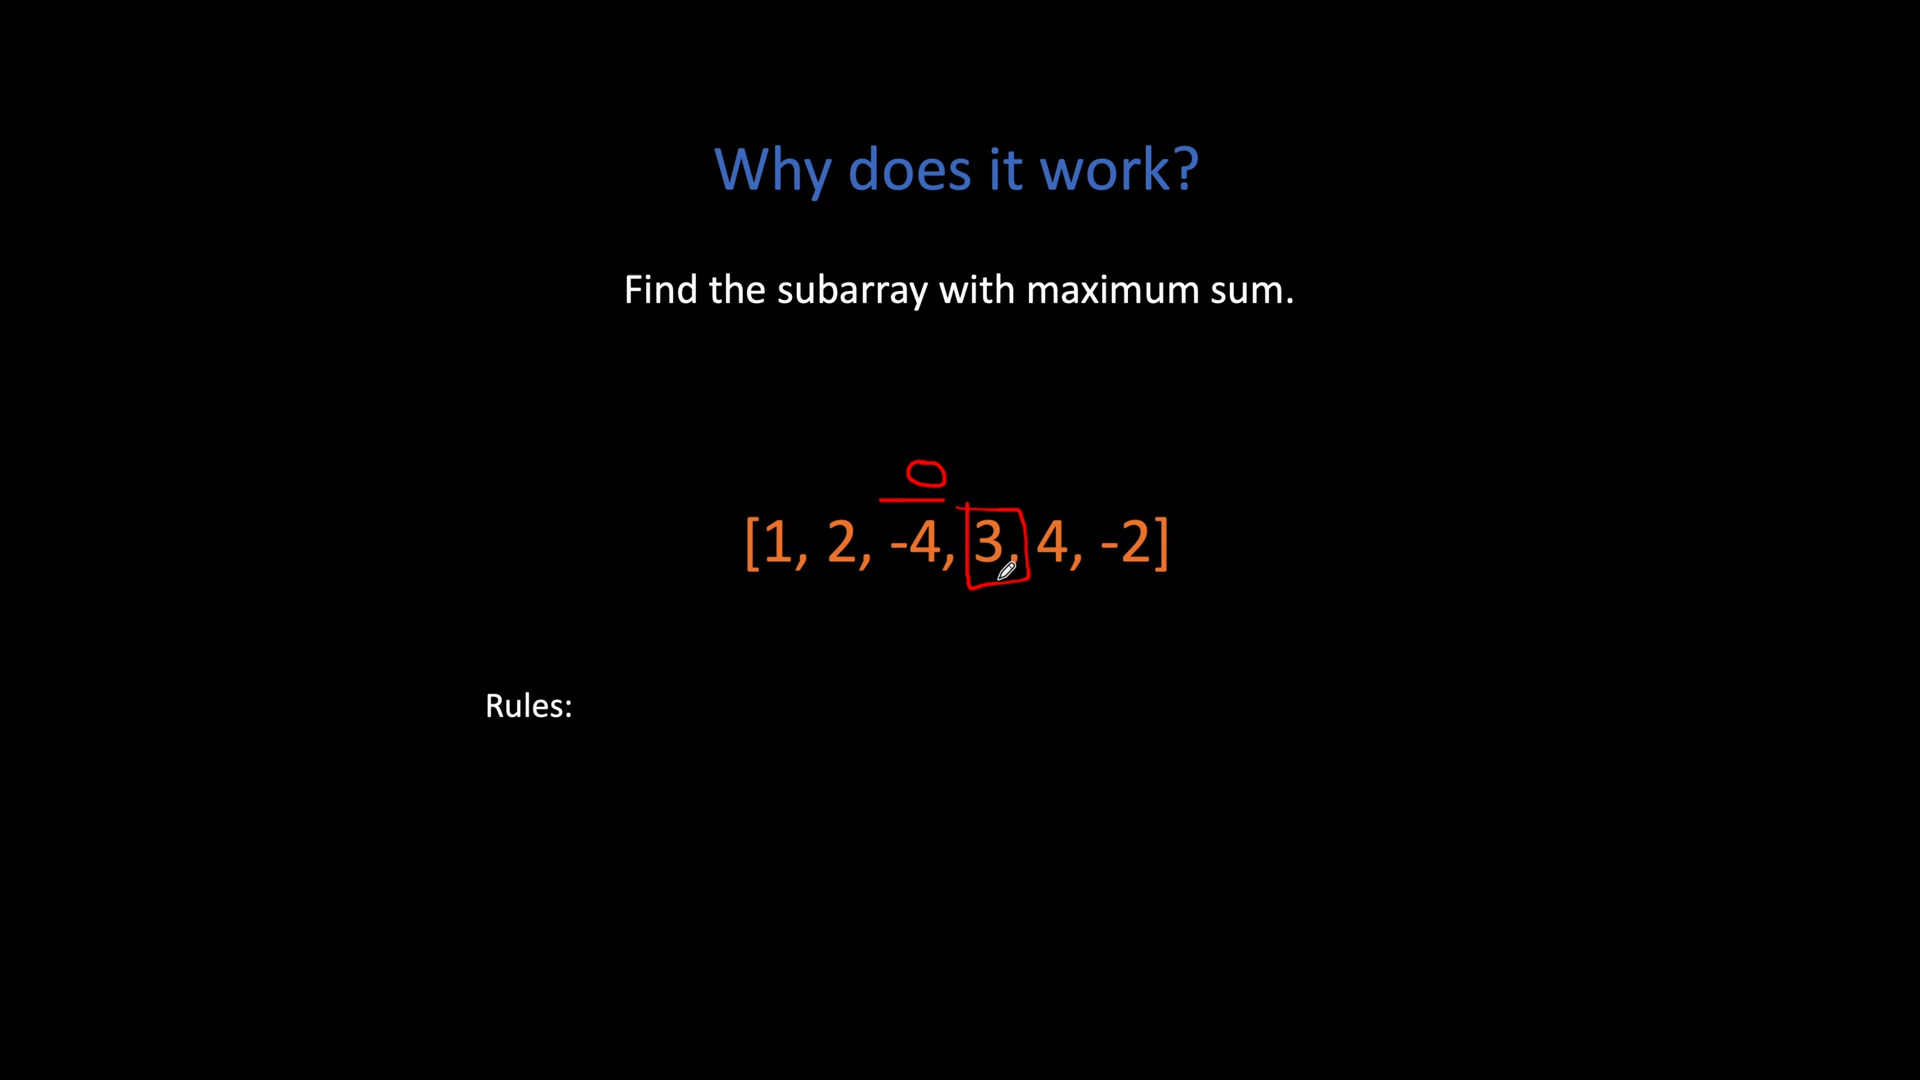 Why does it work?
Find the subarray with maximum sum.
0
[1, 2, -4, 3, 4, -2]
Rules: